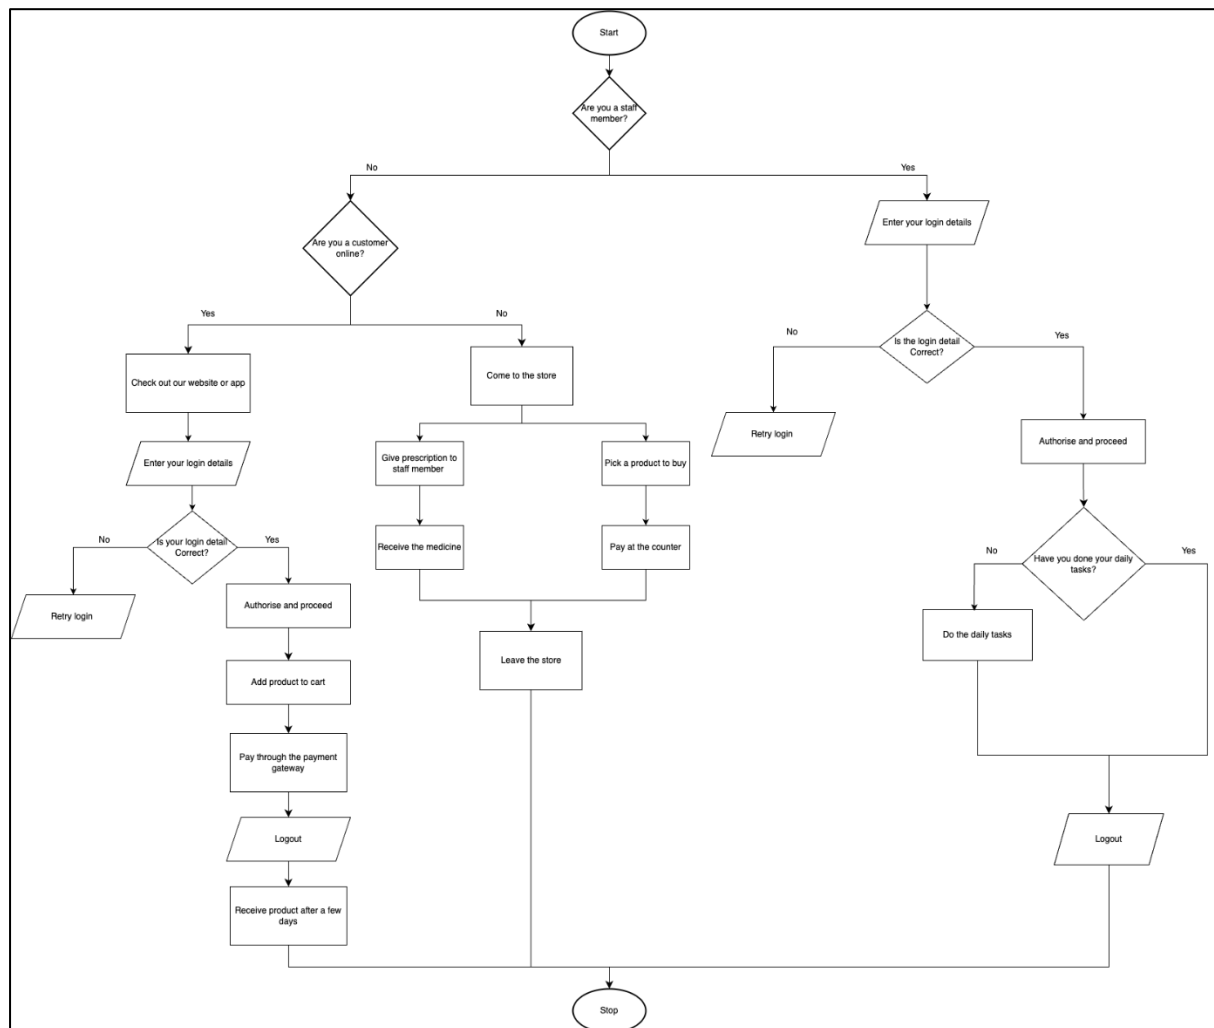 Start
Are you a staff
member?
No
Yes
Are you a customer
online?
Enter your login details
Yes
No
No
Is the login detail
Correct?
Yes
Check out our website or app
Come to the store
Retry login
Authorise and proceed
Enter your login details
Give prescription to
staff member
Pick a product to buy
No
Is your login detail
Correct?
Yes
Receive the medicine
Pay at the counter
No
Have you done your daily
tasks?
Yes
Retry login
Authorise and proceed
Do the daily tasks
Leave the store
Add product to cart
Pay through the payment
gateway
Logout
Logout
Receive product after a few
days
Stop